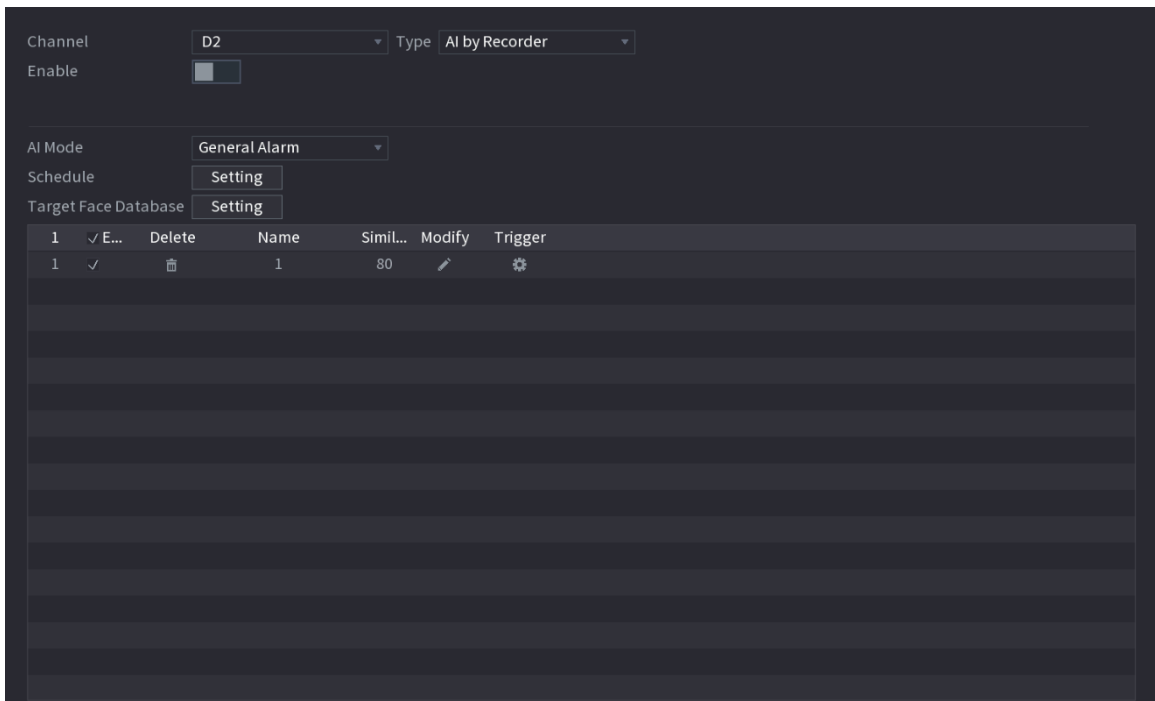 Channel D2 Type AI by Recorder
Enable
AI Mode General Alarm
Schedule Setting
Target Face Database Setting
1 E... Delete Name Simil... Modify Trigger
1 1 80